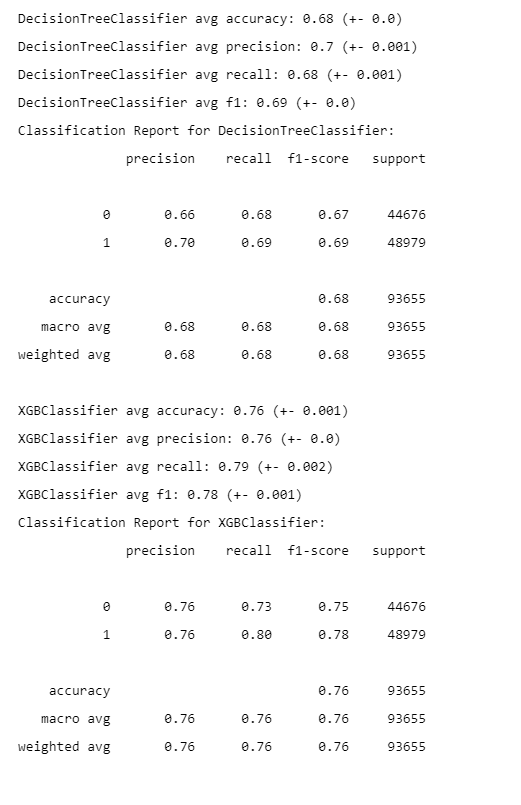 DecisionTreeClassifier avg accuracy: 0.68 (+- 0.0)
DecisionTreeClassifier avg precision: 0.7 (+- 0.001)
DecisionTreeClassifier avg recall: 0.68 (+- 0.001)
DecisionTreeClassifier avg f1: 0.69 (+- 0.0)
Classification Report for DecisionTreeClassifier:
precision recall f1-score support
0 0.66 0.68 0.67 44676
1 0.70 0.69 0.69 48979
accuracy 0.68 93655
macro avg 0.68 0.68 0.68 93655
weighted avg 0.68 0.68 0.68 93655
XGBClassifier avg accuracy: 0.76 (+- 0.001)
XGBClassifier avg precision: 0.76 (+- 0.0)
XGBClassifier avg recall: 0.79 (+- 0.002)
XGBClassifier avg f1: 0.78 (+- 0.001)
Classification Report for XGBClassifier:
precision recall f1-score support
0 0.76 0.73 0.75 44676
1 0.76 0.80 0.78 48979
accuracy 0.76 93655
macro avg 0.76 0.76 0.76 93655
weighted avg 0.76 0.76 0.76 93655